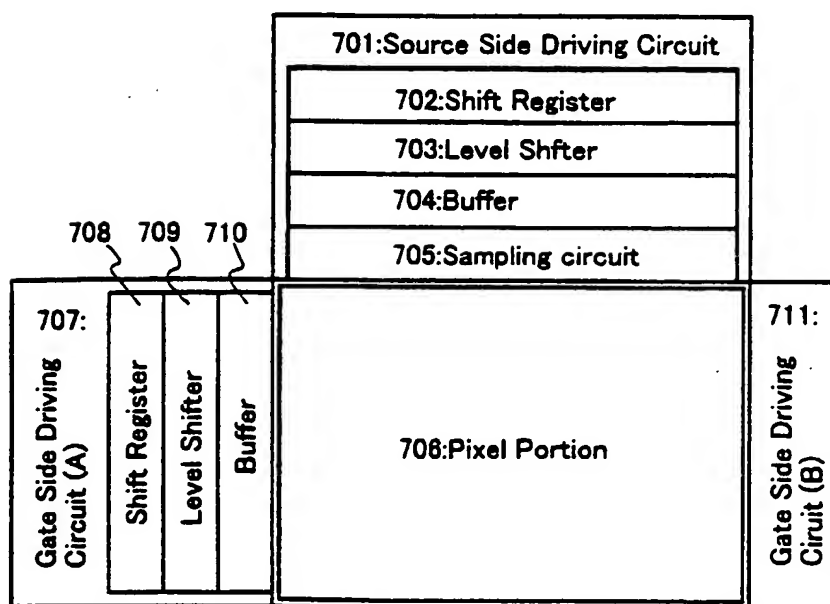 701:Source Side Driving Circuit
702:Shift Register
703:Level Shfter
704:Buffer
705:Sampling circuit
708 709 710
707:
Gate Side Driving
Circuit (A)
Shift Register
Level Shifter
Buffer
706:Pixel Portion
711:
Gate Side Driving
Ciruit (B)